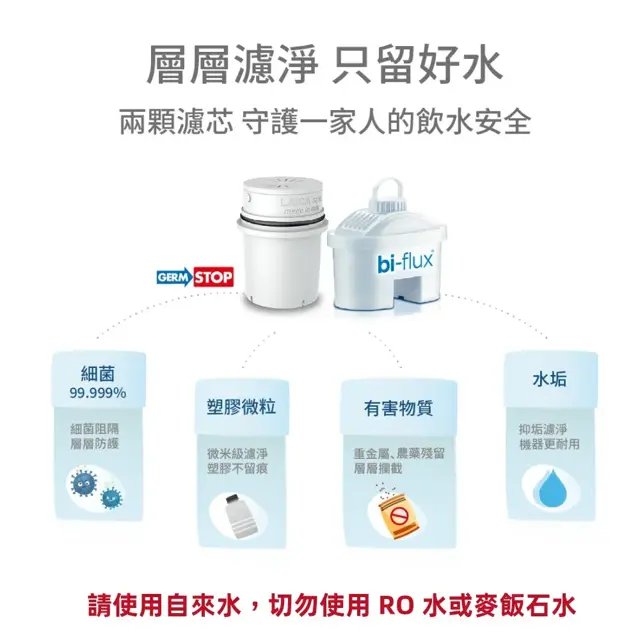 層層濾淨 只留好水
兩顆濾芯 守護一家人的飲水安全
LAICA
bi-flux
GERM STOP
細菌
99.999%
細菌阻隔
層層防護
塑膠微粒
微米級濾淨
塑膠不留痕
有害物質
重金屬、農藥殘留
層層攔截
水垢
抑垢濾淨
機器更耐用
請使用自來水，切勿使用 RO 水或麥飯石水